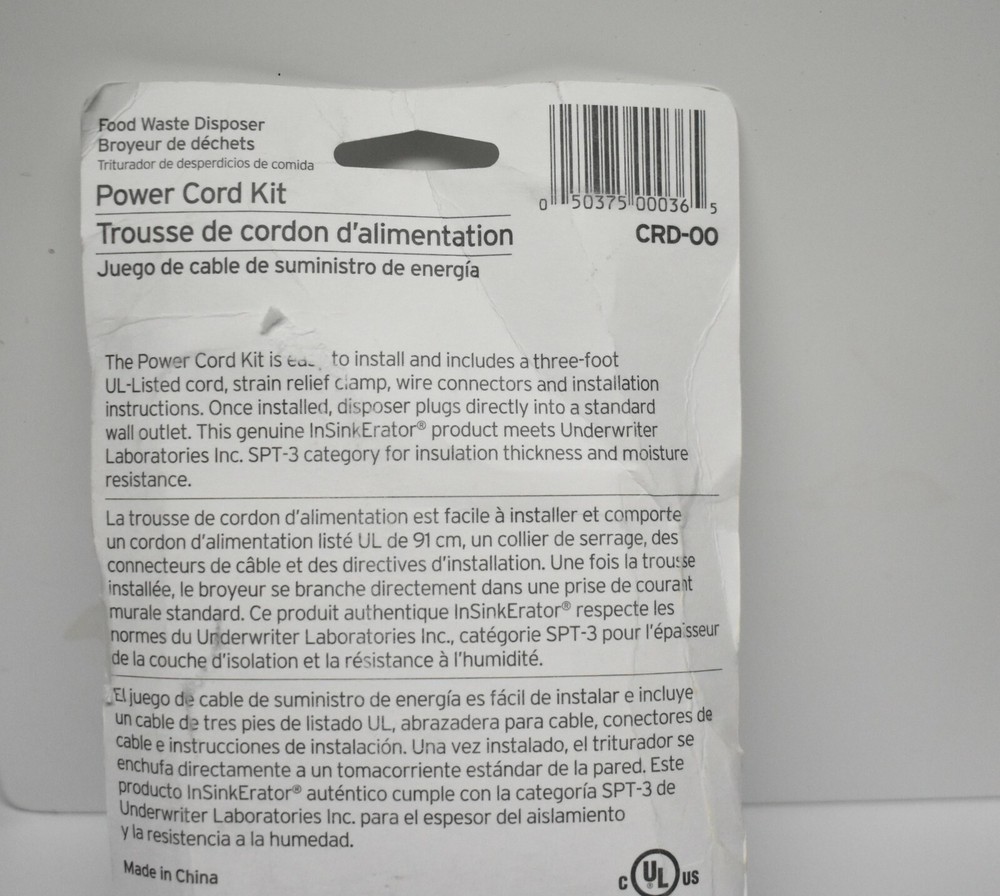 Food Waste Disposer
Broyeur de déchets
Triturador de desperdicios de comida
Power Cord Kit
Trousse de cordon d'alimentation
Juego de cable de suministro de energía
0 50375 00036 5
CRD-00
The Power Cord Kit is to install and includes a three-foot
UL-Listed cord, strain relief clamp, wire connectors and installation
instructions. Once installed, disposer plugs directly into a standard
wall outlet. This genuine InSinkErator® product meets Underwriter
Laboratories Inc. SPT-3 category for insulation thickness and moisture
resistance.
La trousse de cordon d'alimentation est facile à installer et comporte
un cordon d'alimentation listé UL de 91 cm, un collier de serrage, des
connecteurs de câble et des directives d'installation. Une fois la trousse
installée, le broyeur se branche directement dans une prise de courant
murale standard. Ce produit authentique InSinkErator® respecte les
normes du Underwriter Laboratories Inc., catégorie SPT-3 pour l'épaisseur
de la couche d'isolation et la résistance à l'humidité.
El juego de cable de suministro de energía es fácil de instalar e incluye
un cable de tres pies de listado UL, abrazadera para cable, conectores de
cable e instrucciones de instalación. Una vez instalado, el triturador se
enchufa directamente a un tomacorriente estándar de la pared. Este
producto InSinkErator® auténtico cumple con la categoría SPT-3 de
Underwriter Laboratories Inc. para el espesor del aislamiento
y la resistencia a la humedad.
Made in China
C UL US